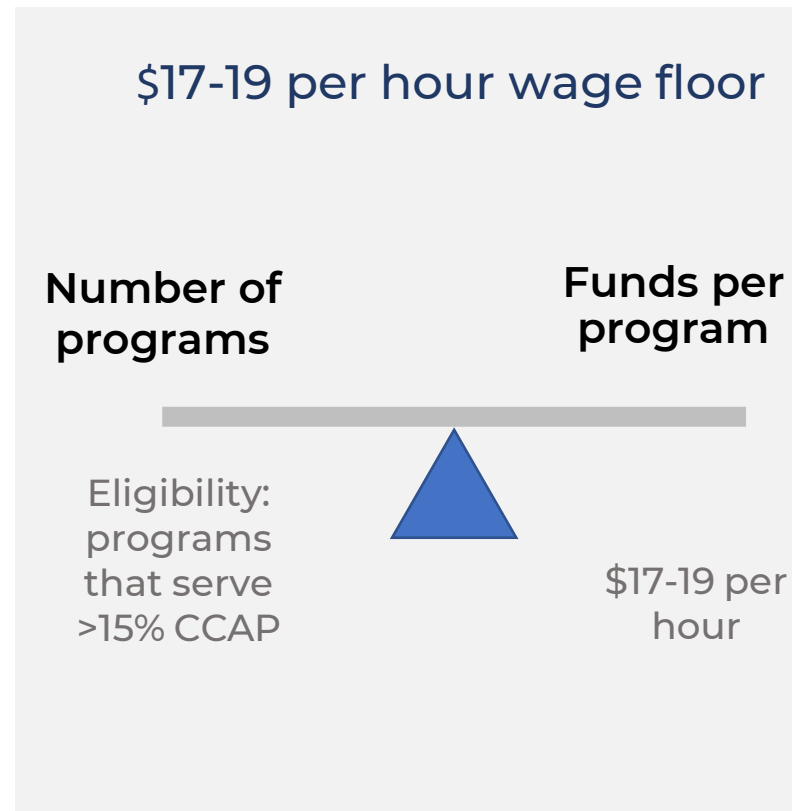 $17-19 per hour wage floor
Number of
programs
Funds per
program
Eligibility:
programs
that serve
>15% CCAP
$17-19 per
hour